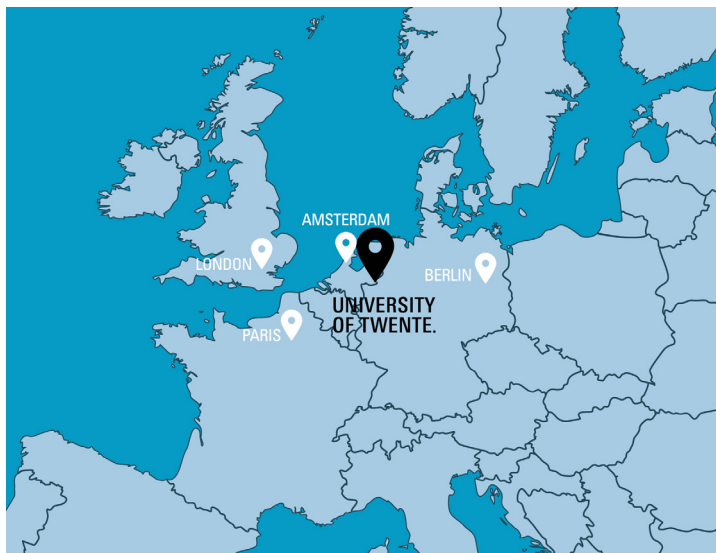 AMSTERDAM
LONDON
BERLIN
UNIVERSITY
OF TWENTE.
PARIS